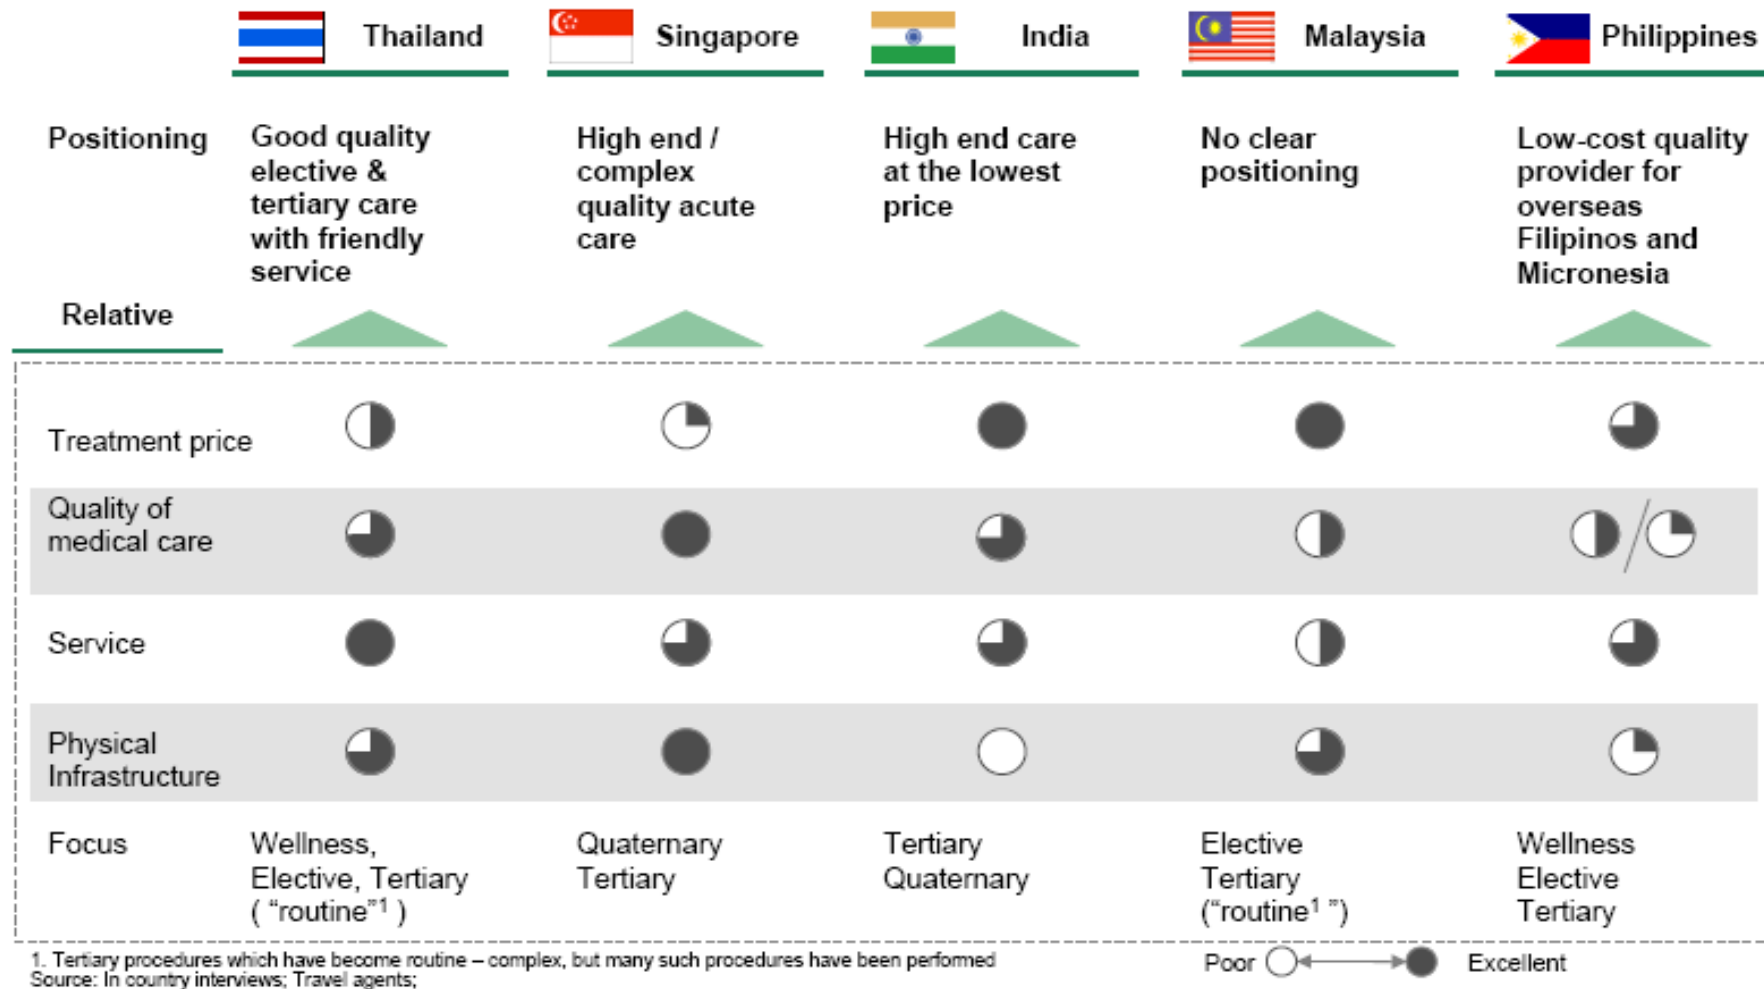 Thailand
Singapore
India
Malaysia
Philippines
Positioning
Good quality
elective &
tertiary care
with friendly
service
High end /
complex
quality acute
care
High end care
at the lowest
price
No clear
positioning
Low-cost quality
provider for
overseas
Filipinos and
Micronesia
Relative
Treatment price
Quality of
medical care
Service
Physical
Infrastructure
Focus
Wellness,
Elective, Tertiary
( “routine”1 )
Quaternary
Tertiary
Tertiary
Quaternary
Elective
Tertiary
(“routine1 ”)
Wellness
Elective
Tertiary
1. Tertiary procedures which have become routine – complex, but many such procedures have been performed
Source: In country interviews; Travel agents;
Poor
Excellent